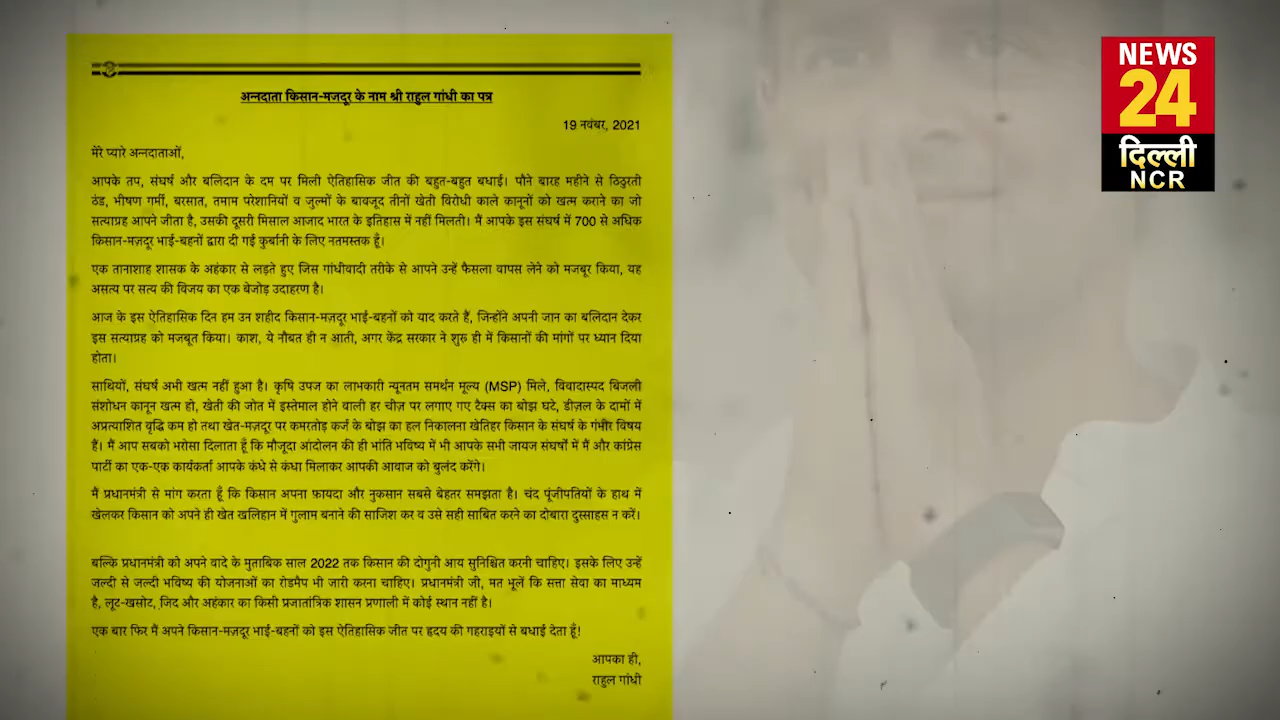 अन्नदाता किसान-मजदूर के नाम श्री राहुल गांधी का पत्र
19 नवंबर, 2021
मेरे प्यारे अन्नदाताओं,
आपके तप, संघर्ष और बलिदान के दम पर मिली ऐतिहासिक जीत की बहुत-बहुत बधाई। पौने बारह महीने से ठिठुरती
ठंड, भीषण गर्मी, बरसात, तमाम परेशानियों व जुल्मों के बावजूद तीनों खेती विरोधी काले कानूनों को खत्म कराने का जो
सत्याग्रह आपने जीता है, उसकी दूसरी मिसाल आजाद भारत के इतिहास में नहीं मिलती। मैं आपके इस संघर्ष में 700 से अधिक
किसान-मज़दूर भाई-बहनों द्वारा दी गई कुर्बानी के लिए नतमस्तक हूँ।
एक तानाशाह शासक के अहंकार से लड़ते हुए जिस गांधीवादी तरीके से आपने उन्हें फैसला वापस लेने को मजबूर किया, यह
असत्य पर सत्य की विजय का एक बेजोड़ उदाहरण है।
आज के इस ऐतिहासिक दिन हम उन शहीद किसान-मज़दूर भाई-बहनों को याद करते हैं, जिन्होंने अपनी जान का बलिदान देकर
इस सत्याग्रह को मजबूत किया। काश, ये नौबत ही न आती, अगर केंद्र सरकार ने शुरु ही में किसानों की मांगों पर ध्यान दिया
होता।
साथियों, संघर्ष अभी खत्म नहीं हुआ है। कृषि उपज का लाभकारी न्यूनतम समर्थन मूल्य (MSP) मिले, विवादास्पद बिजली
संशोधन कानून खत्म हो, खेती की जोत में इस्तेमाल होने वाली हर चीज़ पर लगाए गए टैक्स का बोझ घटे, डीज़ल के दामों में
अप्रत्याशित वृद्धि कम हो तथा खेत-मजदूर पर कमरतोड़ कर्ज के बोझ का हल निकालना खेतिहर किसान के संघर्ष के गंभीर विषय
हैं। मैं आप सबको भरोसा दिलाता हूँ कि मौजूदा आंदोलन की ही भांति भविष्य में भी आपके सभी जायज संघर्षों में मैं और कांग्रेस
पार्टी का एक-एक कार्यकर्ता आपके कंधे से कंधा मिलाकर आपकी आवाज को बुलंद करेंगे।
मैं प्रधानमंत्री से मांग करता हूँ कि किसान अपना फ़ायदा और नुकसान सबसे बेहतर समझता है। चंद पूंजीपतियों के हाथ में
खेलकर किसान को अपने ही खेत खलिहान में गुलाम बनाने की साजिश कर व उसे सही साबित करने का दोबारा दुस्साहस न करें।
बल्कि प्रधानमंत्री को अपने वादे के मुताबिक साल 2022 तक किसान की दोगुनी आय सुनिश्चित करनी चाहिए। इसके लिए उन्हें
जल्दी से जल्दी भविष्य की योजनाओं का रोडमैप भी जारी करना चाहिए। प्रधानमंत्री जी, मत भूलें कि सत्ता सेवा का माध्यम
है, लूट-खसोट, जिद और अहंकार का किसी प्रजातांत्रिक शासन प्रणाली में कोई स्थान नहीं है।
एक बार फिर मैं अपने किसान-मज़दूर भाई-बहनों को इस ऐतिहासिक जीत पर हृदय की गहराइयों से बधाई देता हूँ!
आपका ही,
राहुल गांधी
NEWS
24
दिल्ली
NCR